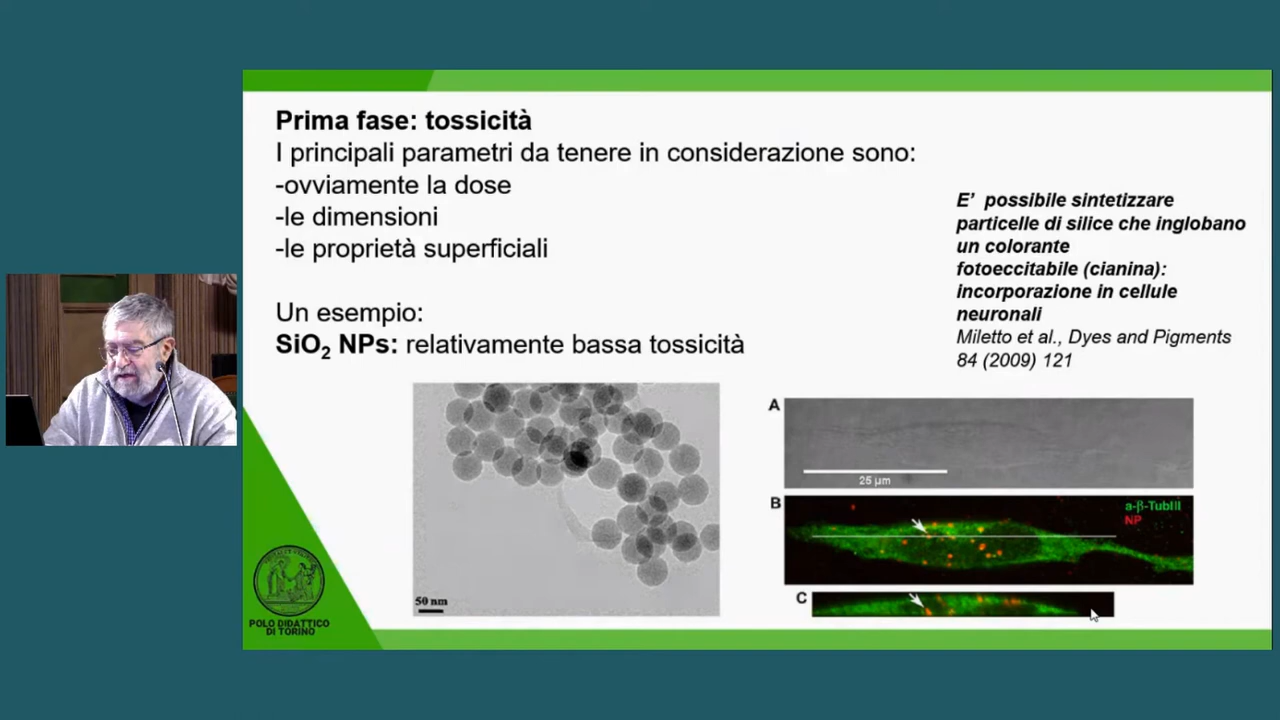 Prima fase: tossicità
I principali parametri da tenere in considerazione sono:
-ovviamente la dose
-le dimensioni
-le proprietà superficiali
Un esempio:
SiO₂ NPs: relativamente bassa tossicità
E' possibile sintetizzare
particelle di silice che inglobano
un colorante
fotoeccitabile (cianina):
incorporazione in cellule
neuronali
Miletto et al., Dyes and Pigments
84 (2009) 121
50 nm
A
25 µm
B
a-β-TubIII
NP
C
POLO DIDATTICO
DI TORINO